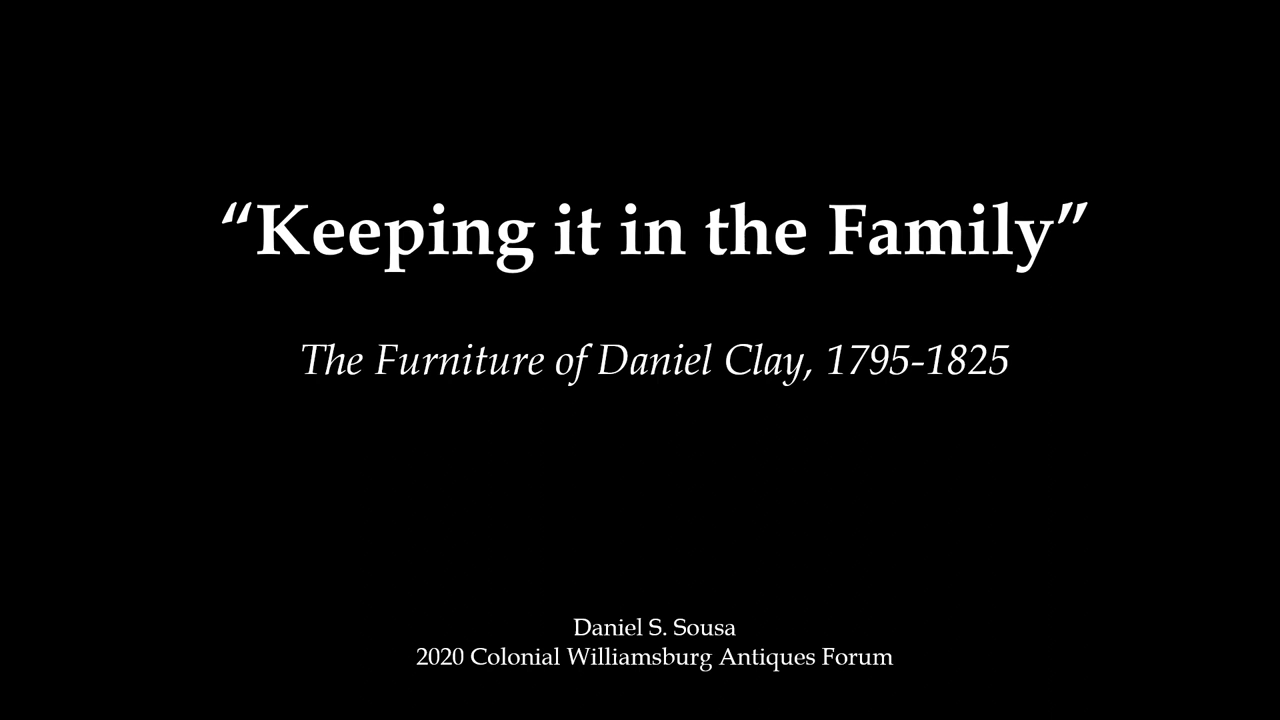 “Keeping it in the Family”
The Furniture of Daniel Clay, 1795-1825
Daniel S. Sousa
2020 Colonial Williamsburg Antiques Forum